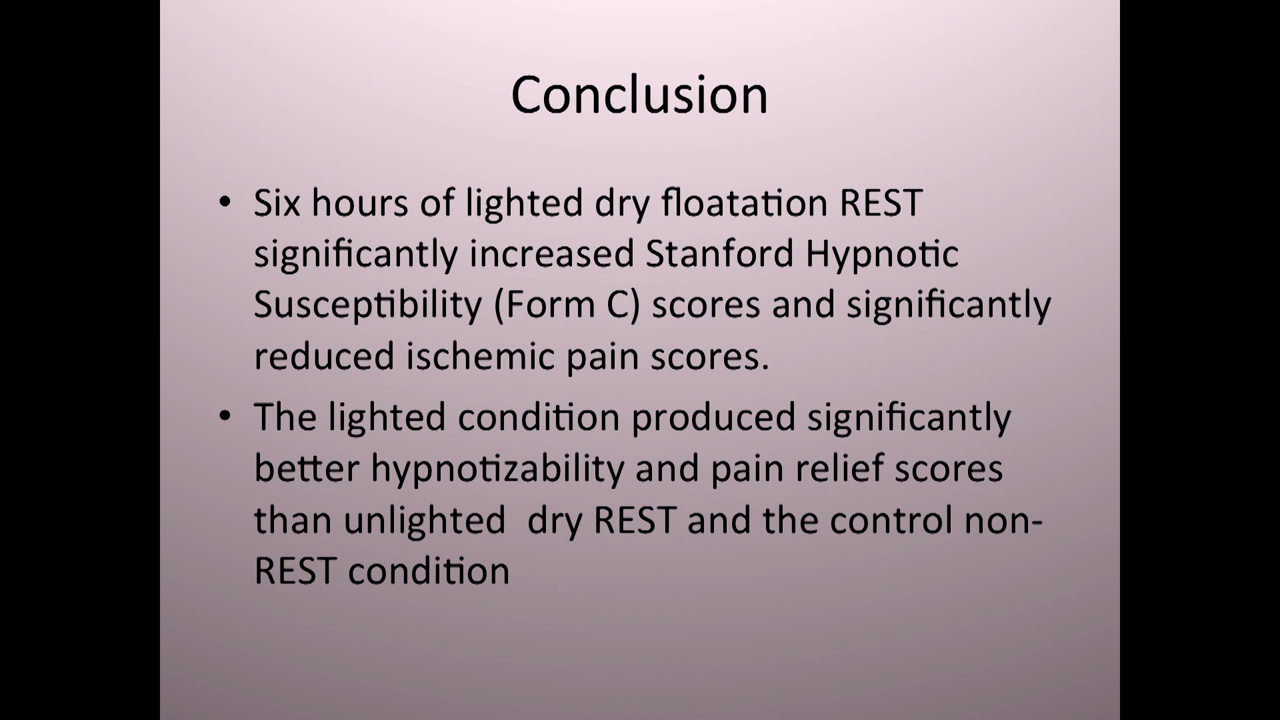 Conclusion
• Six hours of lighted dry floatation REST
significantly increased Stanford Hypnotic
Susceptibility (Form C) scores and significantly
reduced ischemic pain scores.
• The lighted condition produced significantly
better hypnotizability and pain relief scores
than unlighted  dry REST and the control non-
REST condition